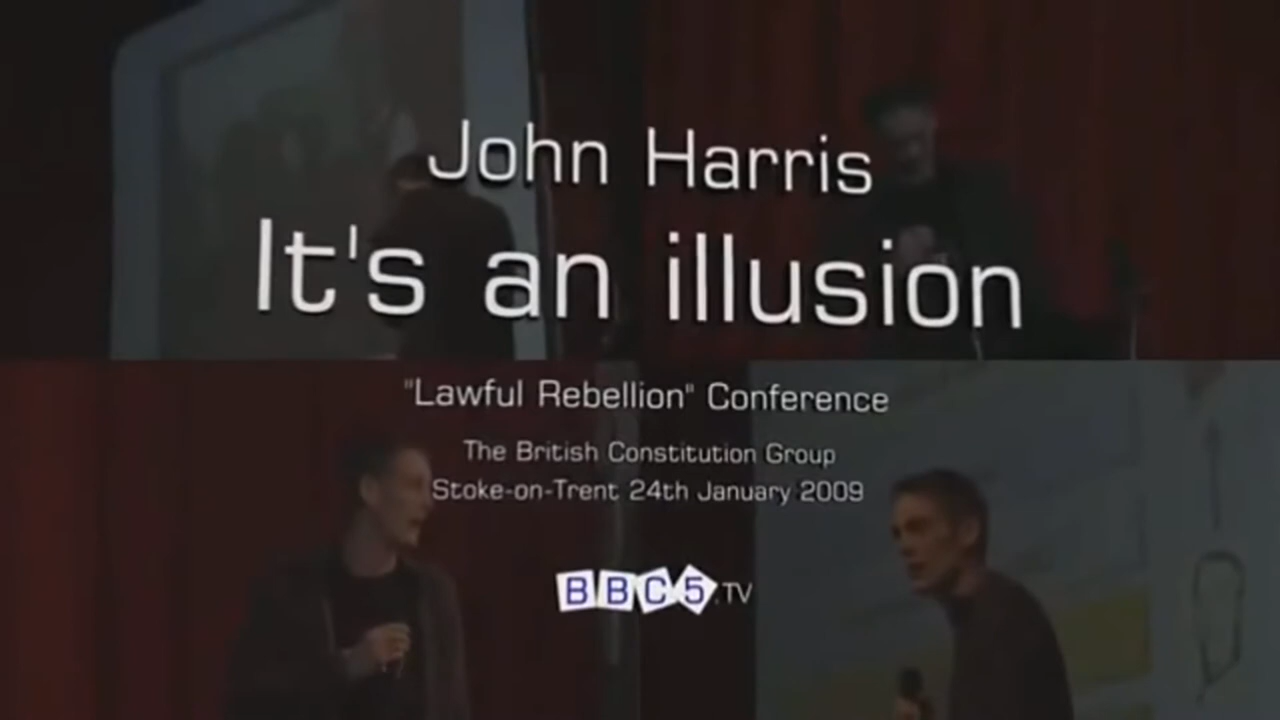 John Harris
It's an illusion
"Lawful Rebellion" Conference
The British Constitution Group
Stoke-on-Trent 24th January 2009
BBC5.TV